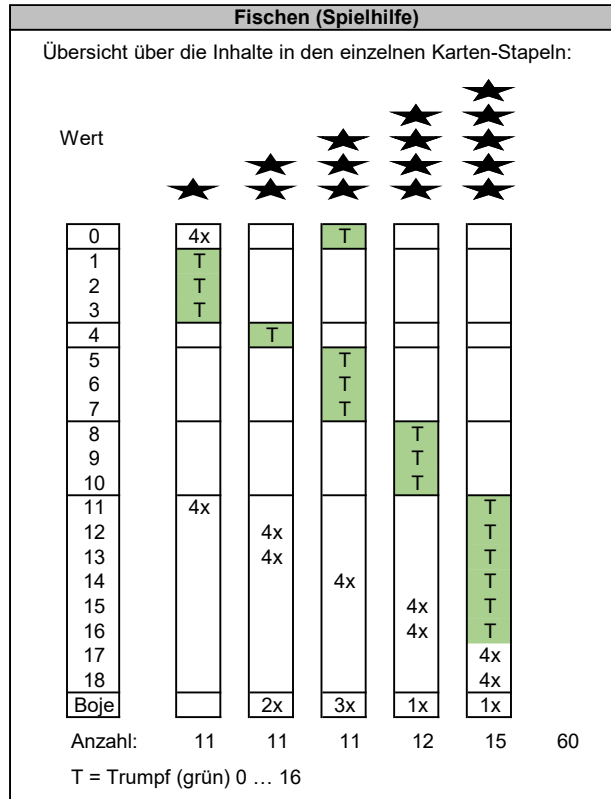 Fischen (Spielhilfe)
Übersicht über die Inhalte in den einzelnen Karten-Stapeln:
Wert
0 4x T
1 T
2 T
3 T
4 T
5 T
6 T
7 T
8 T
9 T
10 T
11 4x T
12 4x T
13 4x T
14 4x T
15 4x T
16 4x T
17 4x
18 4x
Boje 2x 3x 1x 1x
Anzahl: 11 11 11 12 15 60
T = Trumpf (grün) 0 … 16